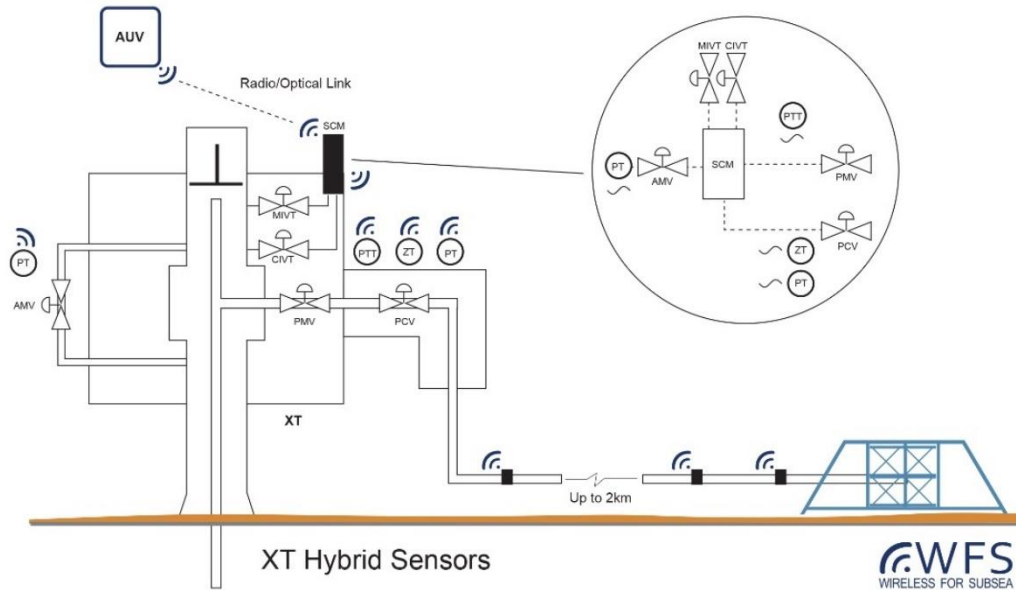 AUV
Radio/Optical Link
SCM
MIVT
CIVT
PTT
ZT
PT
PT
AMV
PMV
PCV
XT
MIVT CIVT
PTT
PT
SCM
AMV
PMV
PCV
ZT
PT
Up to 2km
XT Hybrid Sensors
WFS
WIRELESS FOR SUBSEA